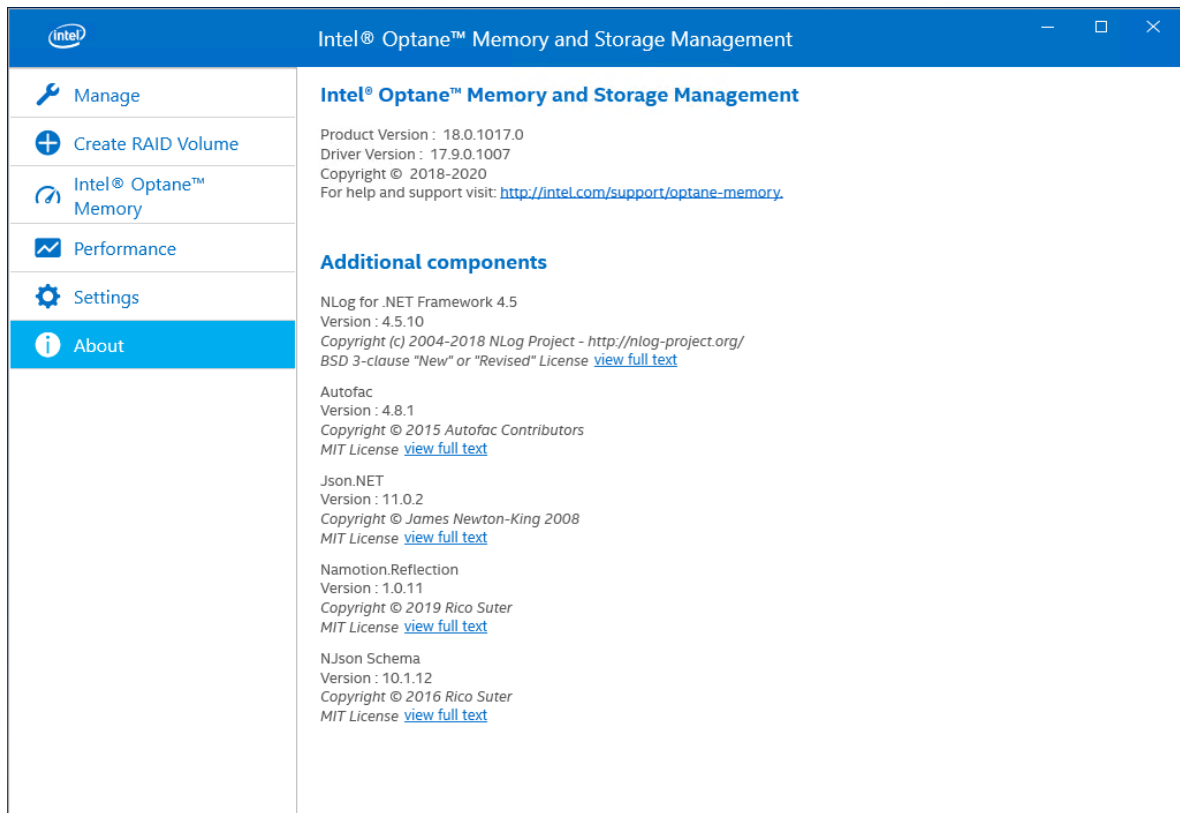 intel
Intel® Optane™ Memory and Storage Management
Manage
Create RAID Volume
Intel® Optane™
Memory
Performance
Settings
About
Intel® Optane™ Memory and Storage Management
Product Version : 18.0.1017.0
Driver Version : 17.9.0.1007
Copyright © 2018-2020
For help and support visit: http://intel.com/support/optane-memory.
Additional components
NLog for .NET Framework 4.5
Version : 4.5.10
Copyright (c) 2004-2018 NLog Project - http://nlog-project.org/
BSD 3-clause "New" or "Revised" License view full text
Autofac
Version : 4.8.1
Copyright © 2015 Autofac Contributors
MIT License view full text
Json.NET
Version : 11.0.2
Copyright © James Newton-King 2008
MIT License view full text
Namotion.Reflection
Version : 1.0.11
Copyright © 2019 Rico Suter
MIT License view full text
NJson Schema
Version : 10.1.12
Copyright © 2016 Rico Suter
MIT License view full text